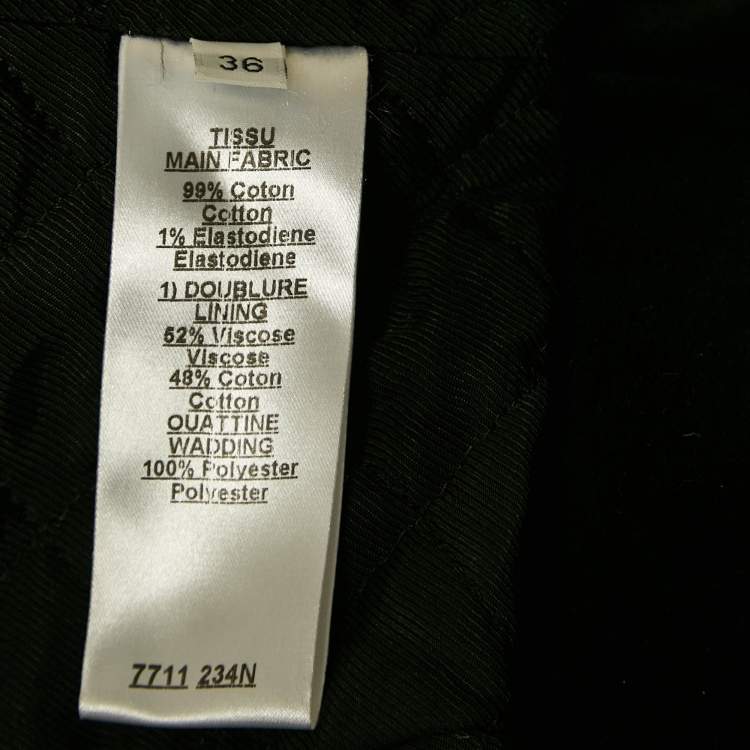 36
TISSU
MAIN FABRIC
99% Coton
Cotton
1% Elastodiene
Elastodiene
1) DOUBLURE
LINING
52% Viscose
Viscose
48% Coton
Cotton
OUATTINE
WADDING
100% Polyester
Polyester
7711 234N